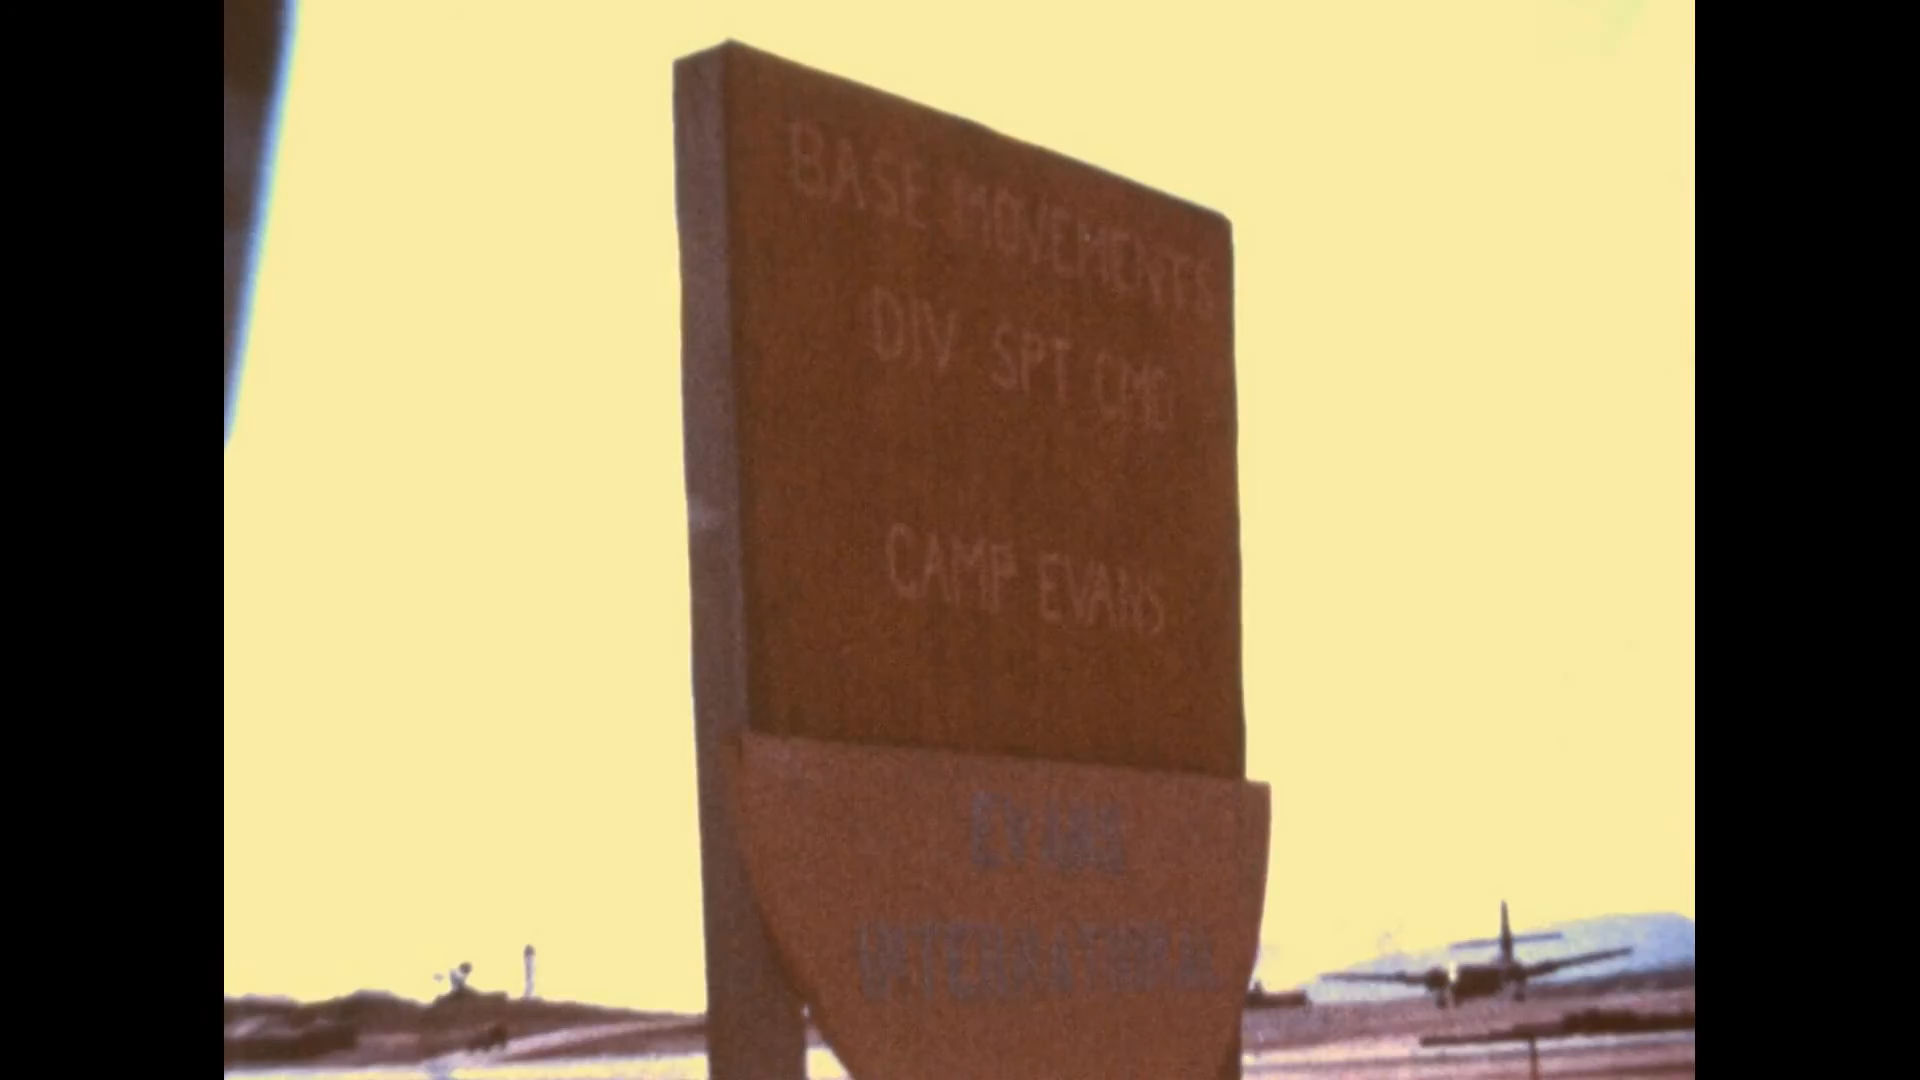 BASE MOVEMENTS
DIV SPT CMD
CAMP EVANS
EVANS
INTERNATIONAL